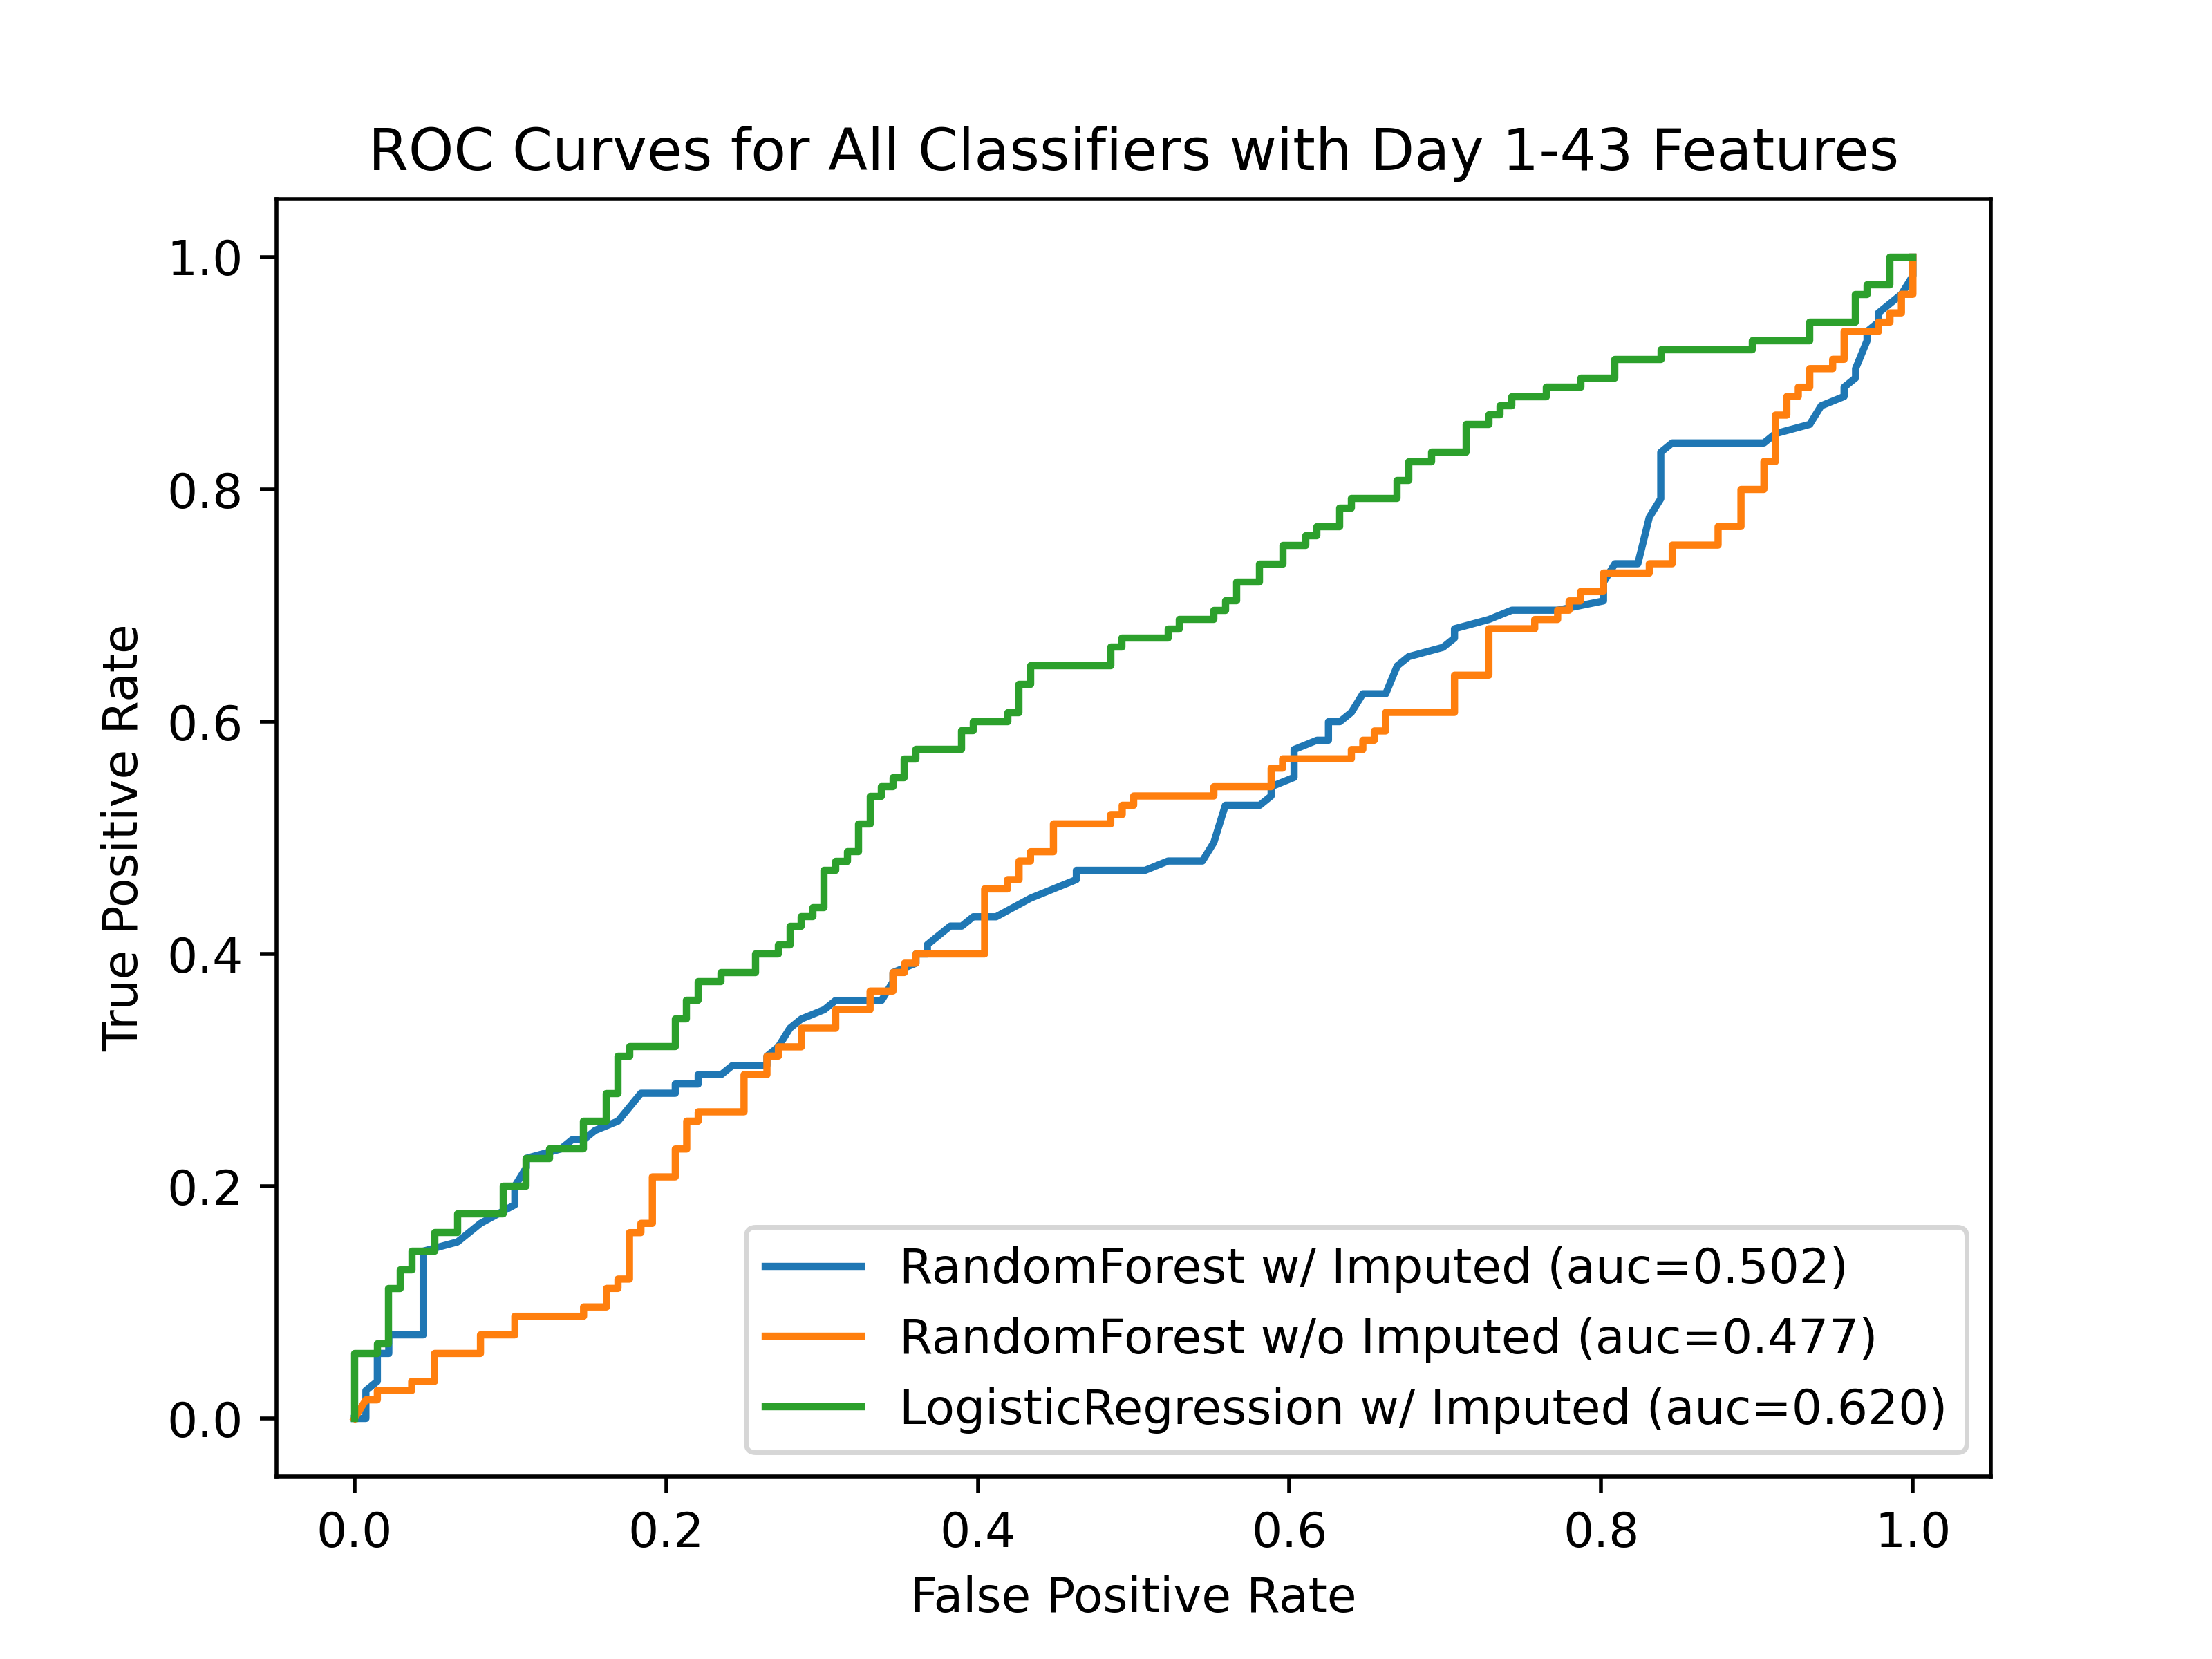 ROC Curves for All Classifiers with Day 1-43 Features
1.0
0.8
0.6
0.4
0.2
0.0
True Positive Rate
RandomForest w/ Imputed (auc=0.502)
RandomForest w/o Imputed (auc=0.477)
LogisticRegression w/ Imputed (auc=0.620)
0.0 0.2 0.4 0.6 0.8 1.0
False Positive Rate